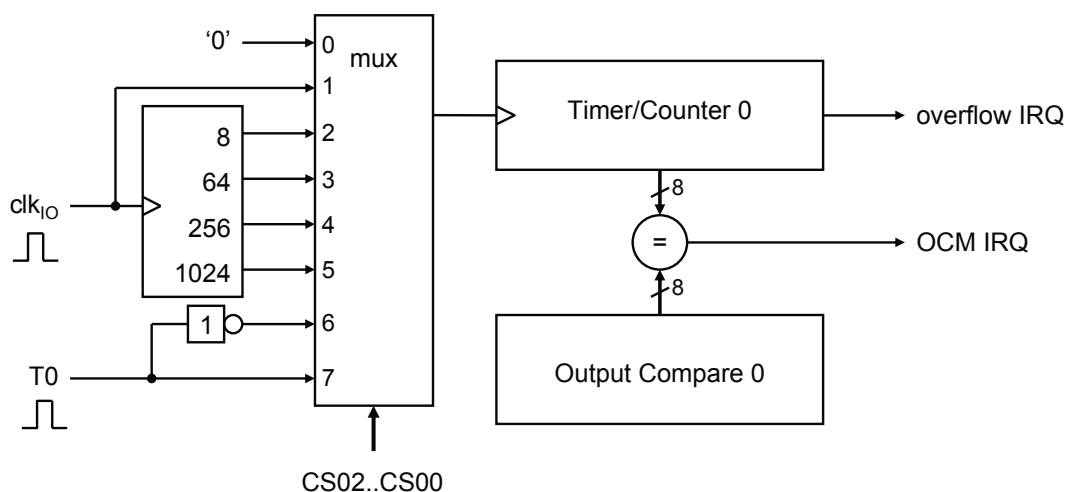 ‘0’
0
mux
1
Timer/Counter 0
overflow IRQ
8
2
64
3
8
clkIO
256
4
=
OCM IRQ
1024
5
8
1
6
T0
7
Output Compare 0
CS02..CS00